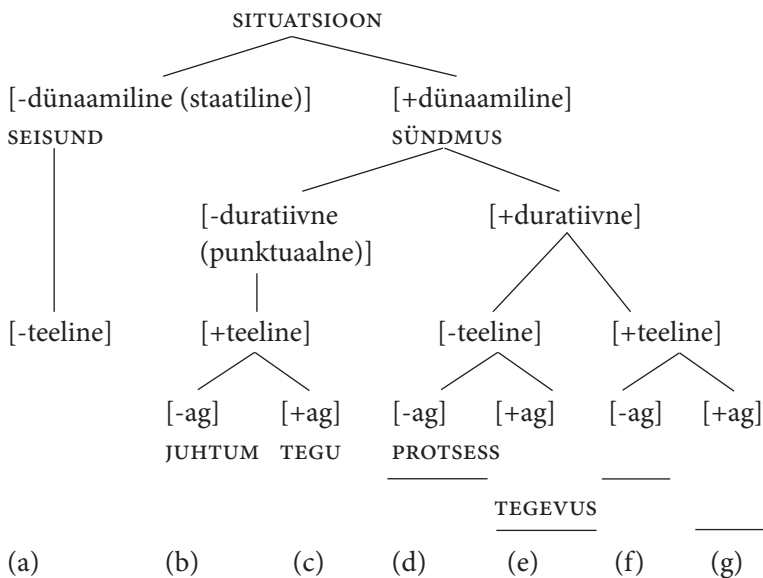 SITUATSIOON
[-dünaamiline (staatiline)] [+dünaamiline]
SEISUND SÜNDMUS
[-duratiivne [+duratiivne]
(punktuaalne)]
[-teeline] [+teeline] [-teeline] [+teeline]
[-ag] [+ag] [-ag] [+ag] [-ag] [+ag]
JUHTUM TEGU PROTSESS
TEGEVUS
(a) (b) (c) (d) (e) (f) (g)